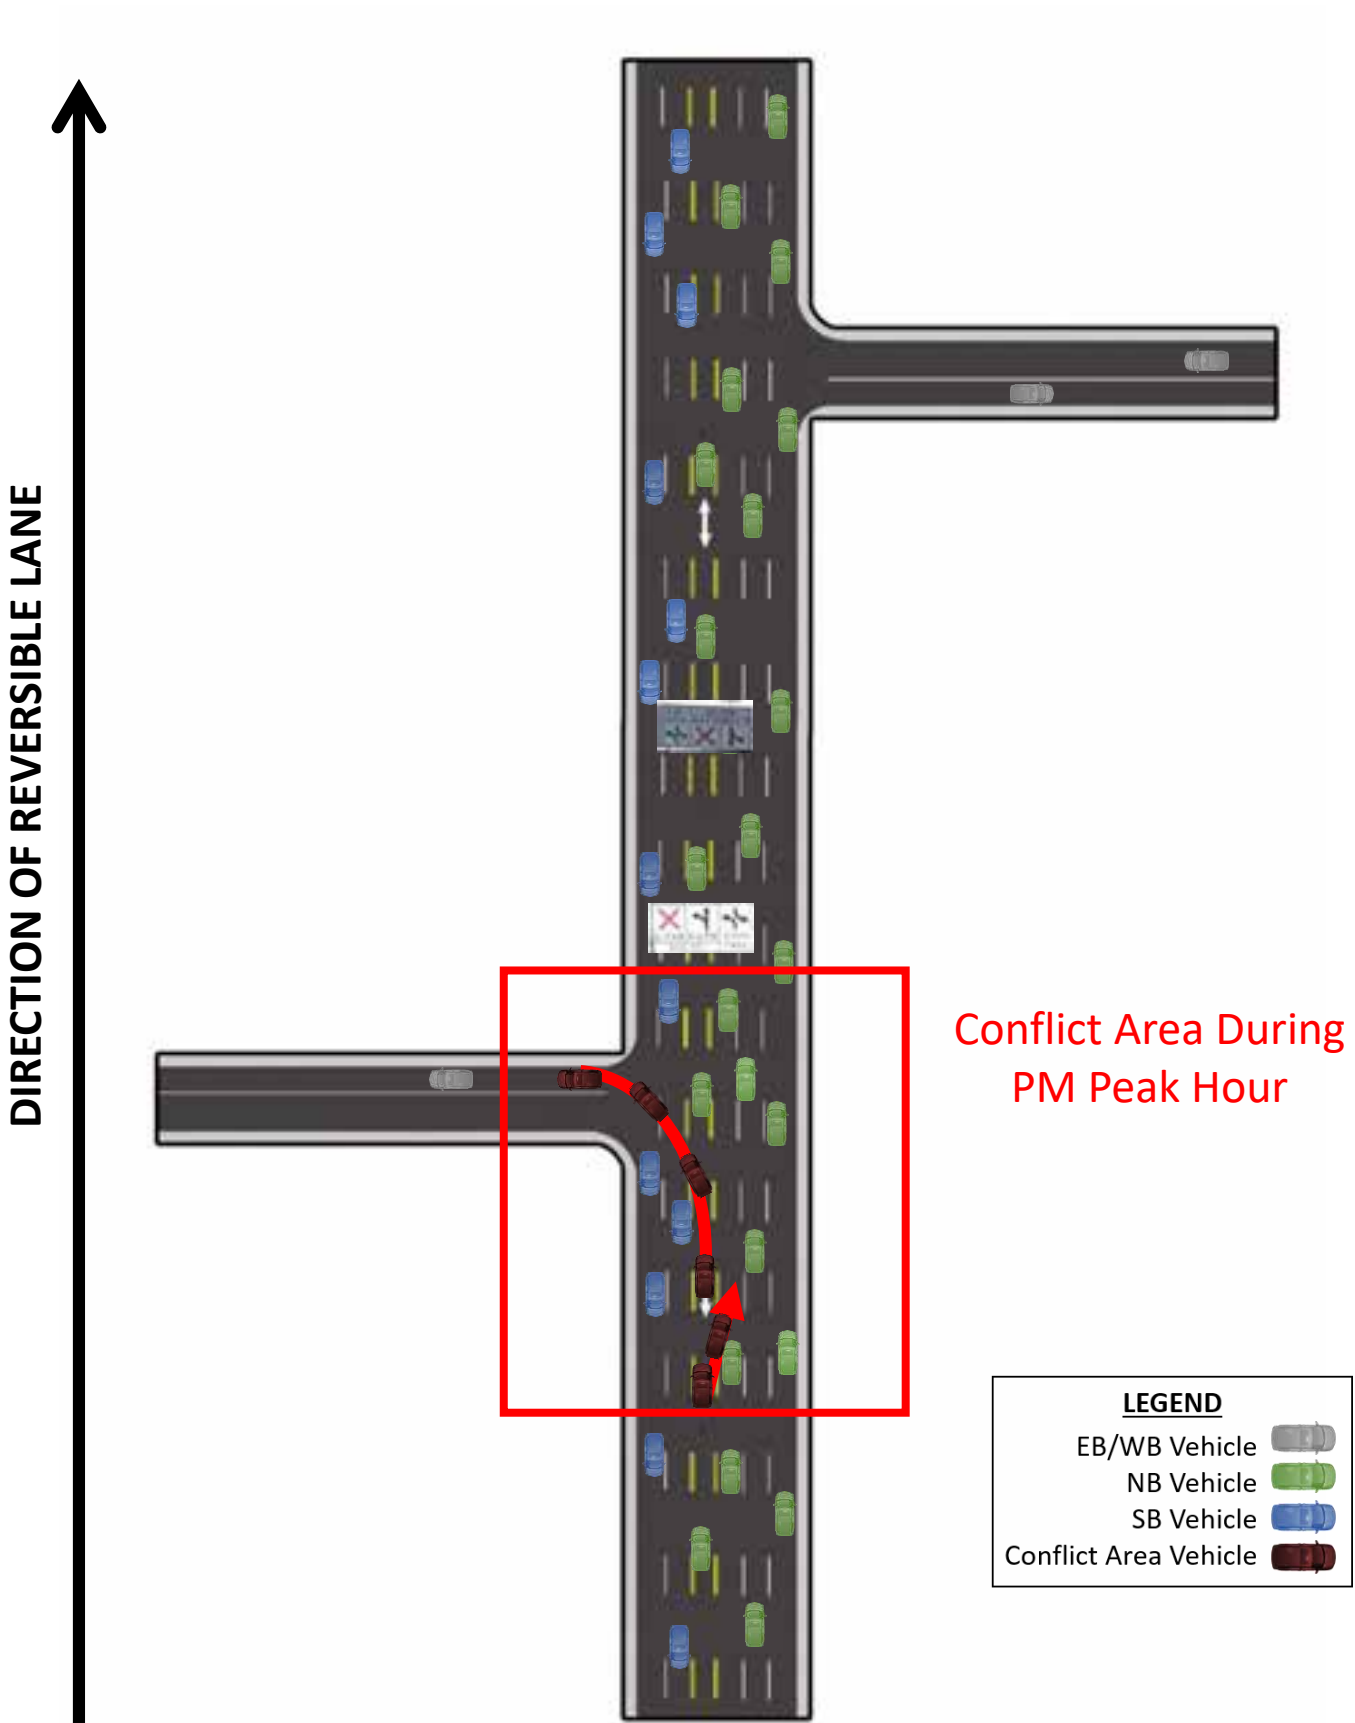 DIRECTION OF REVERSIBLE LANE
Conflict Area During
PM Peak Hour
LEGEND
EB/WB Vehicle
NB Vehicle
SB Vehicle
Conflict Area Vehicle